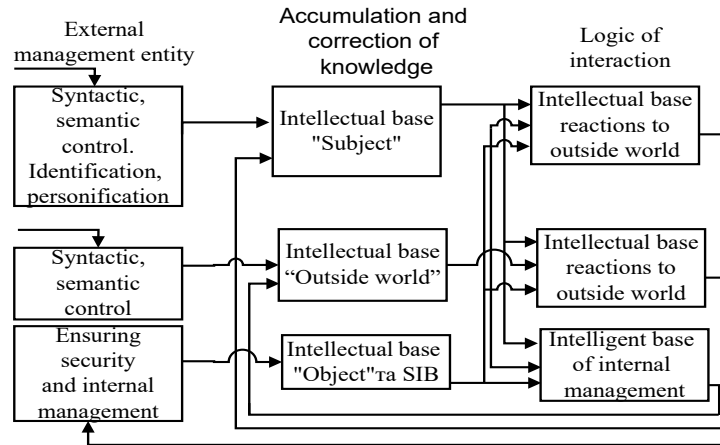 External
management entity
Accumulation and
correction of
knowledge
Logic of
interaction
Syntactic,
semantic
control.
Identification,
personification
Intellectual base
"Subject"
Intellectual base
reactions to
outside world
Syntactic,
semantic
control
Intellectual base
“Outside world”
Intellectual base
reactions to
outside world
Ensuring
security
and internal
management
Intellectual base
"Object"та SIB
Intelligent base
of internal
management